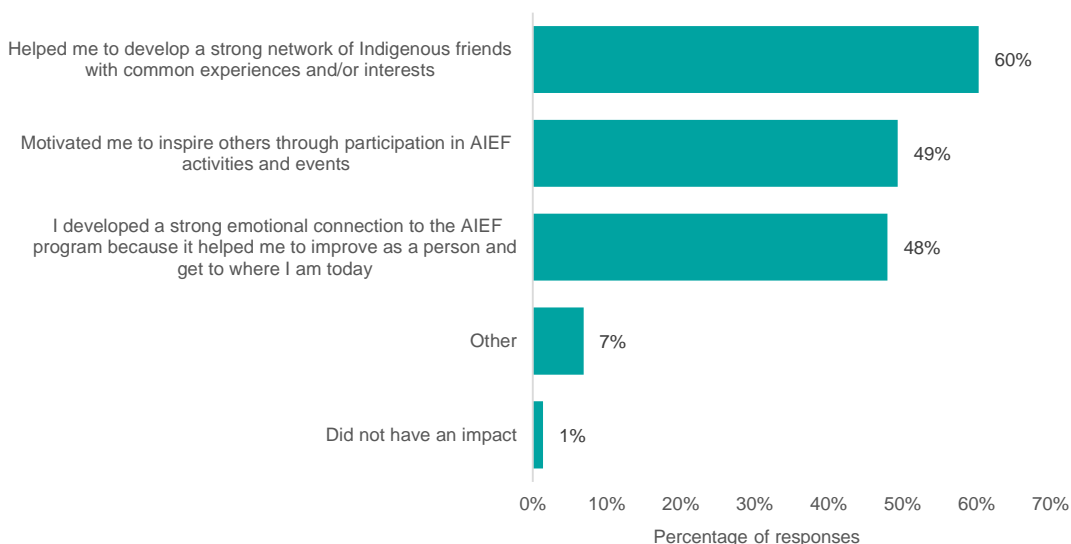 Helped me to develop a strong network of Indigenous friends
with common experiences and/or interests
60%
Motivated me to inspire others through participation in AIEF
activities and events
49%
I developed a strong emotional connection to the AIEF
program because it helped me to improve as a person and
get to where I am today
48%
Other
7%
Did not have an impact
1%
0% 10% 20% 30% 40% 50% 60% 70%
Percentage of responses